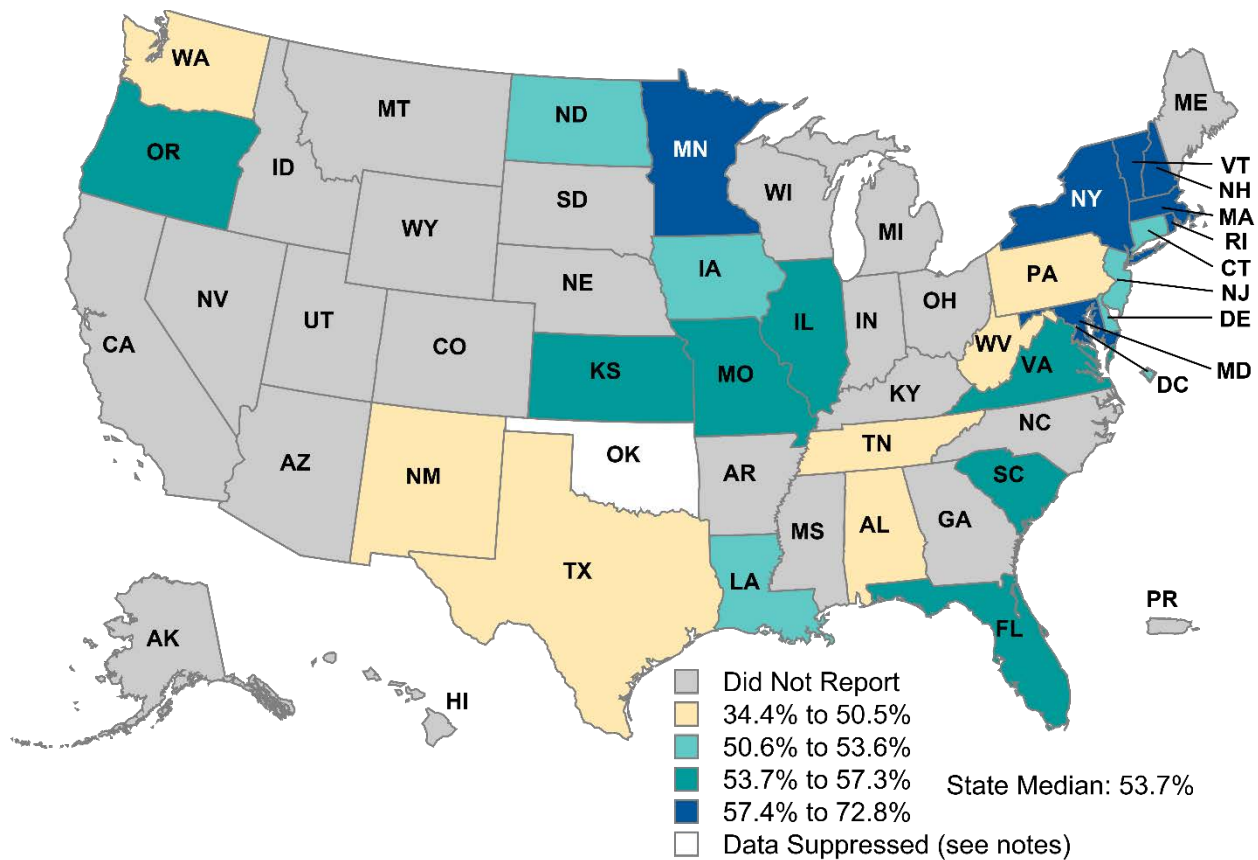 WA
MT
ND
MN
ME
OR
ID
SD
WI
MI
VT
NH
NY
MA
RI
CT
NJ
DE
MD
DC
WY
IA
PA
NE
NV
UT
CO
CA
IL
IN
OH
WV
VA
KS
MO
KY
NC
TN
AZ
NM
OK
AR
SC
MS
AL
GA
TX
LA
FL
PR
AK
HI
Did Not Report
34.4% to 50.5%
50.6% to 53.6%
53.7% to 57.3%
State Median: 53.7%
57.4% to 72.8%
Data Suppressed (see notes)